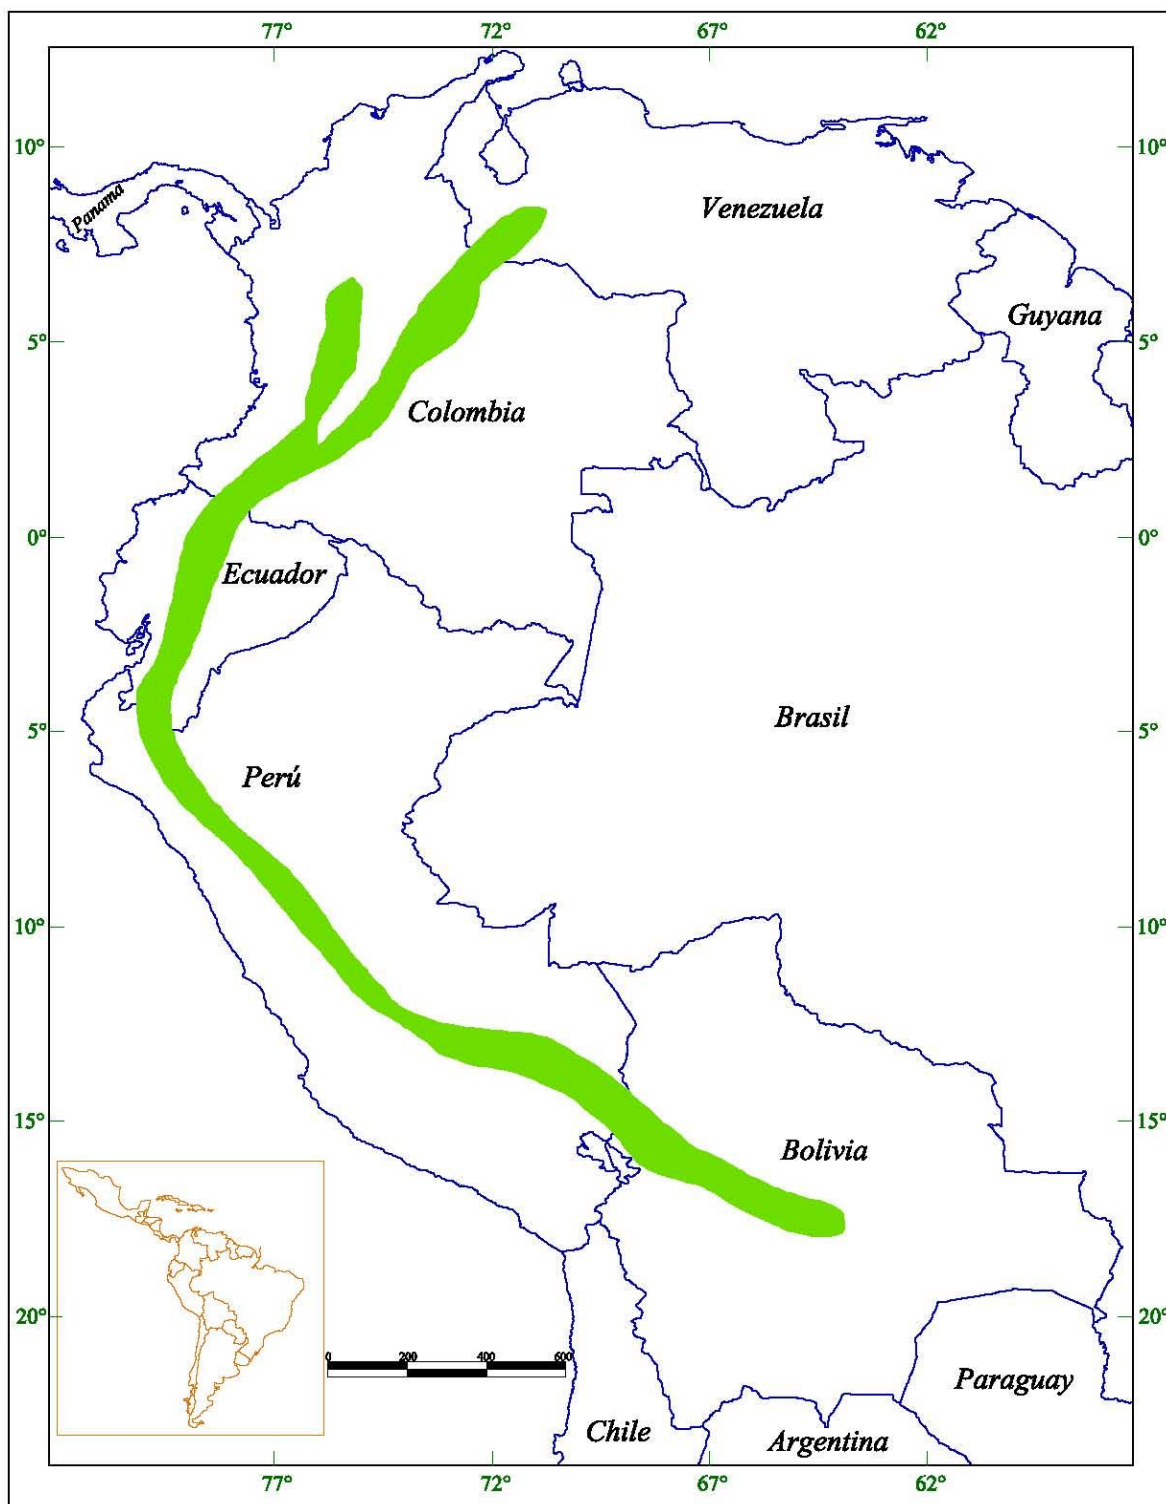 77° 72° 67° 62°
10° 10°
Panama
Venezuela
Guyana
5° 5°
Colombia
0° 0°
Ecuador
Brasil
5° 5°
Perú
10° 10°
15° 15°
Bolivia
20° 20°
0 200 400 600
Paraguay
Chile
Argentina
77° 72° 67° 62°